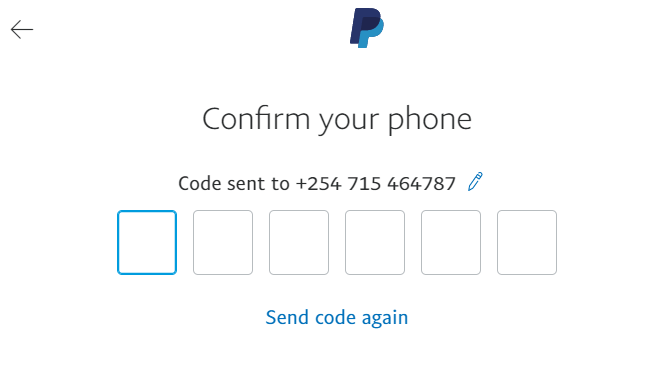 Confirm your phone
Code sent to +254 715 464787
Send code again